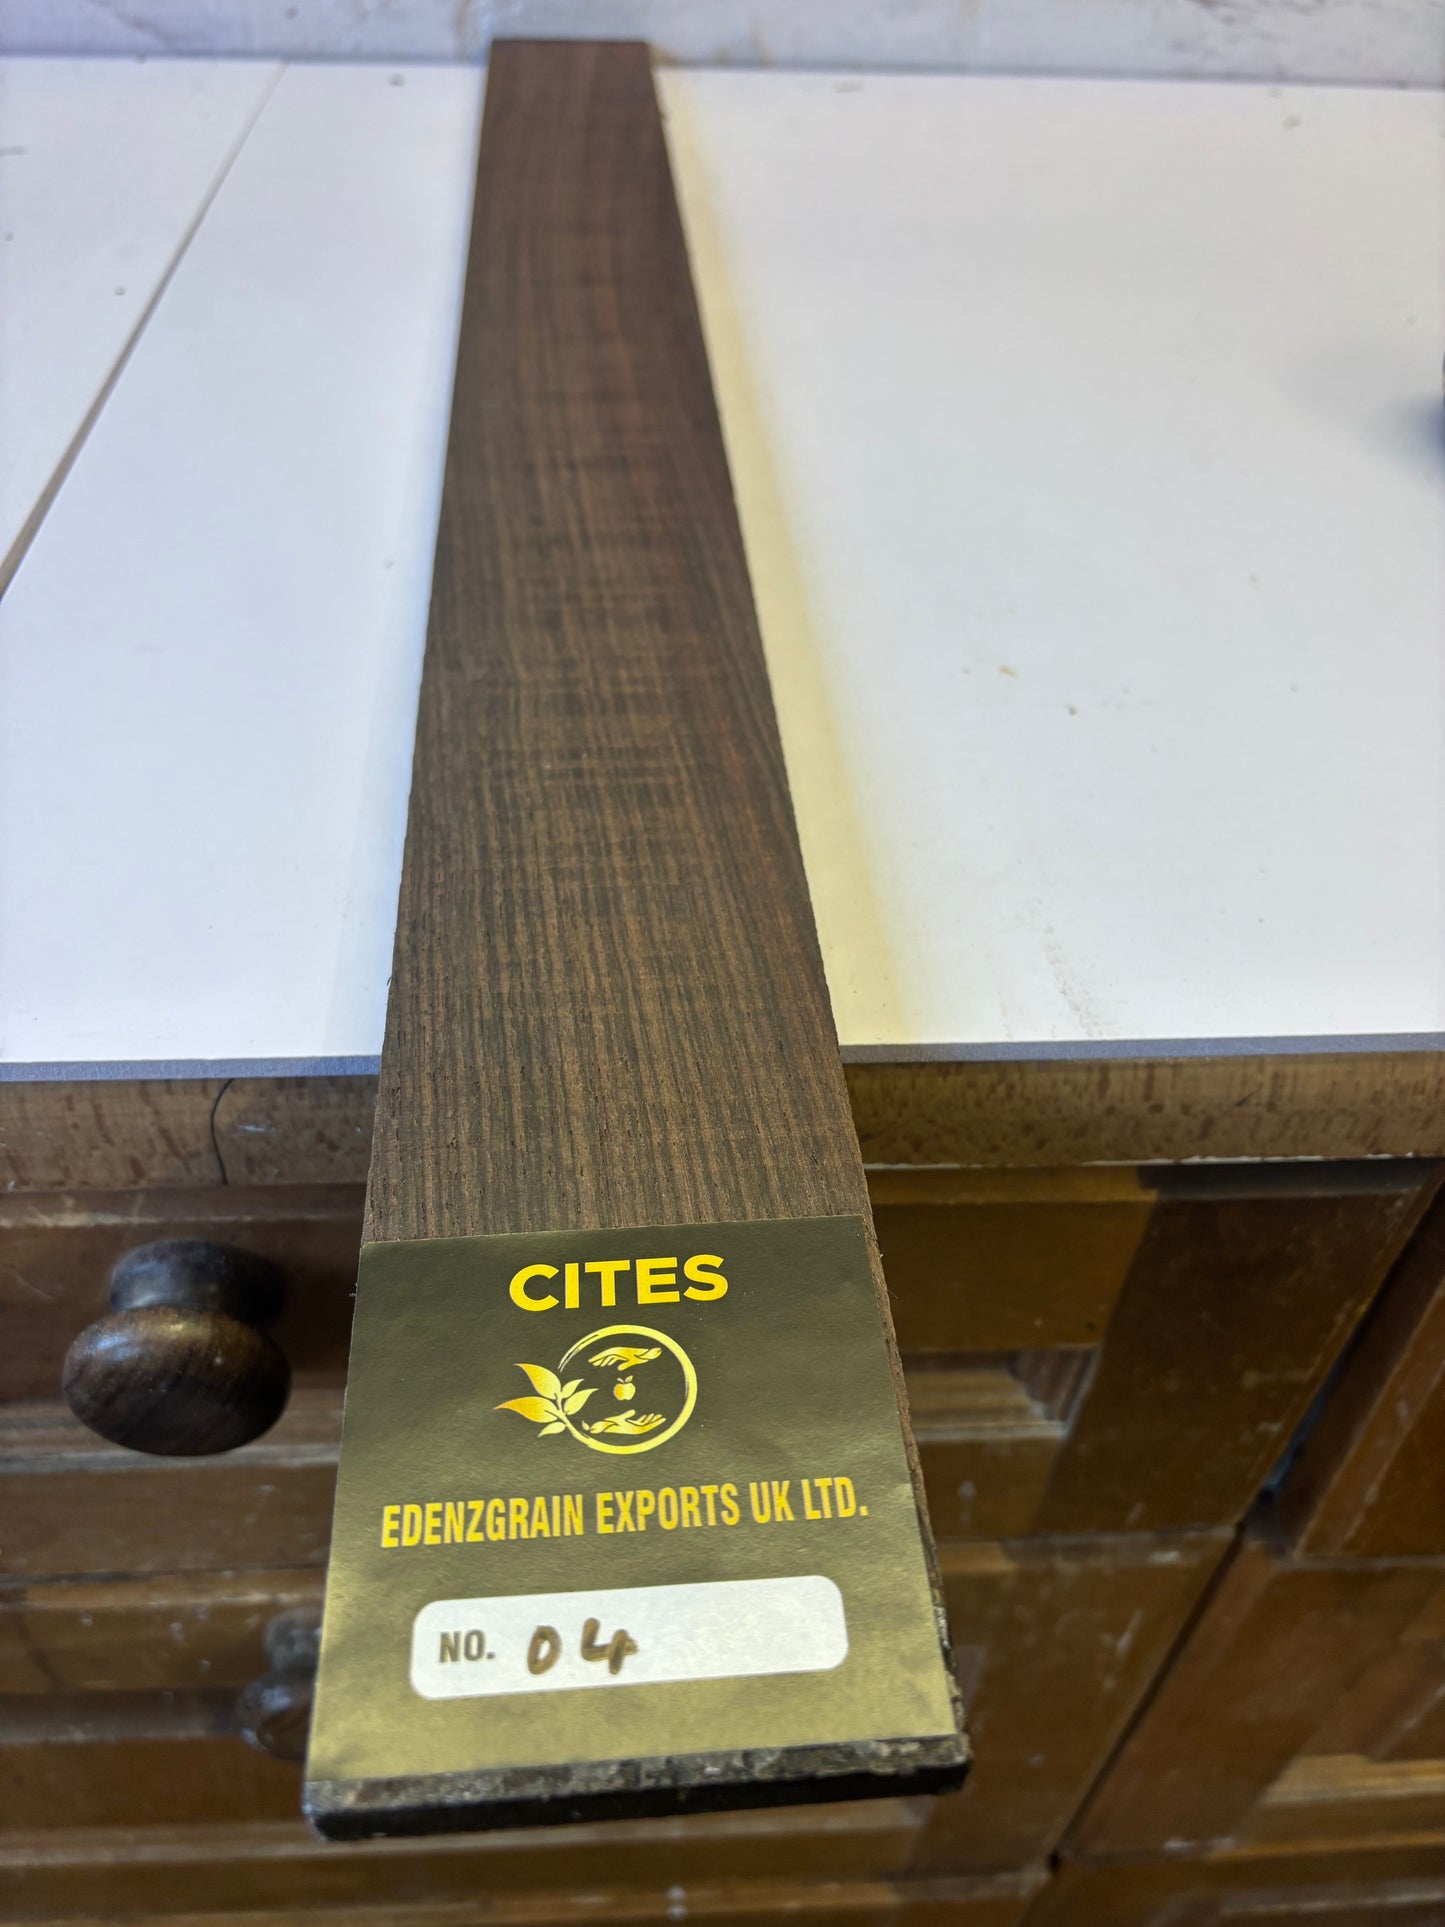 CITES
EDENZGRAIN EXPORTS UK LTD.
NO. 04